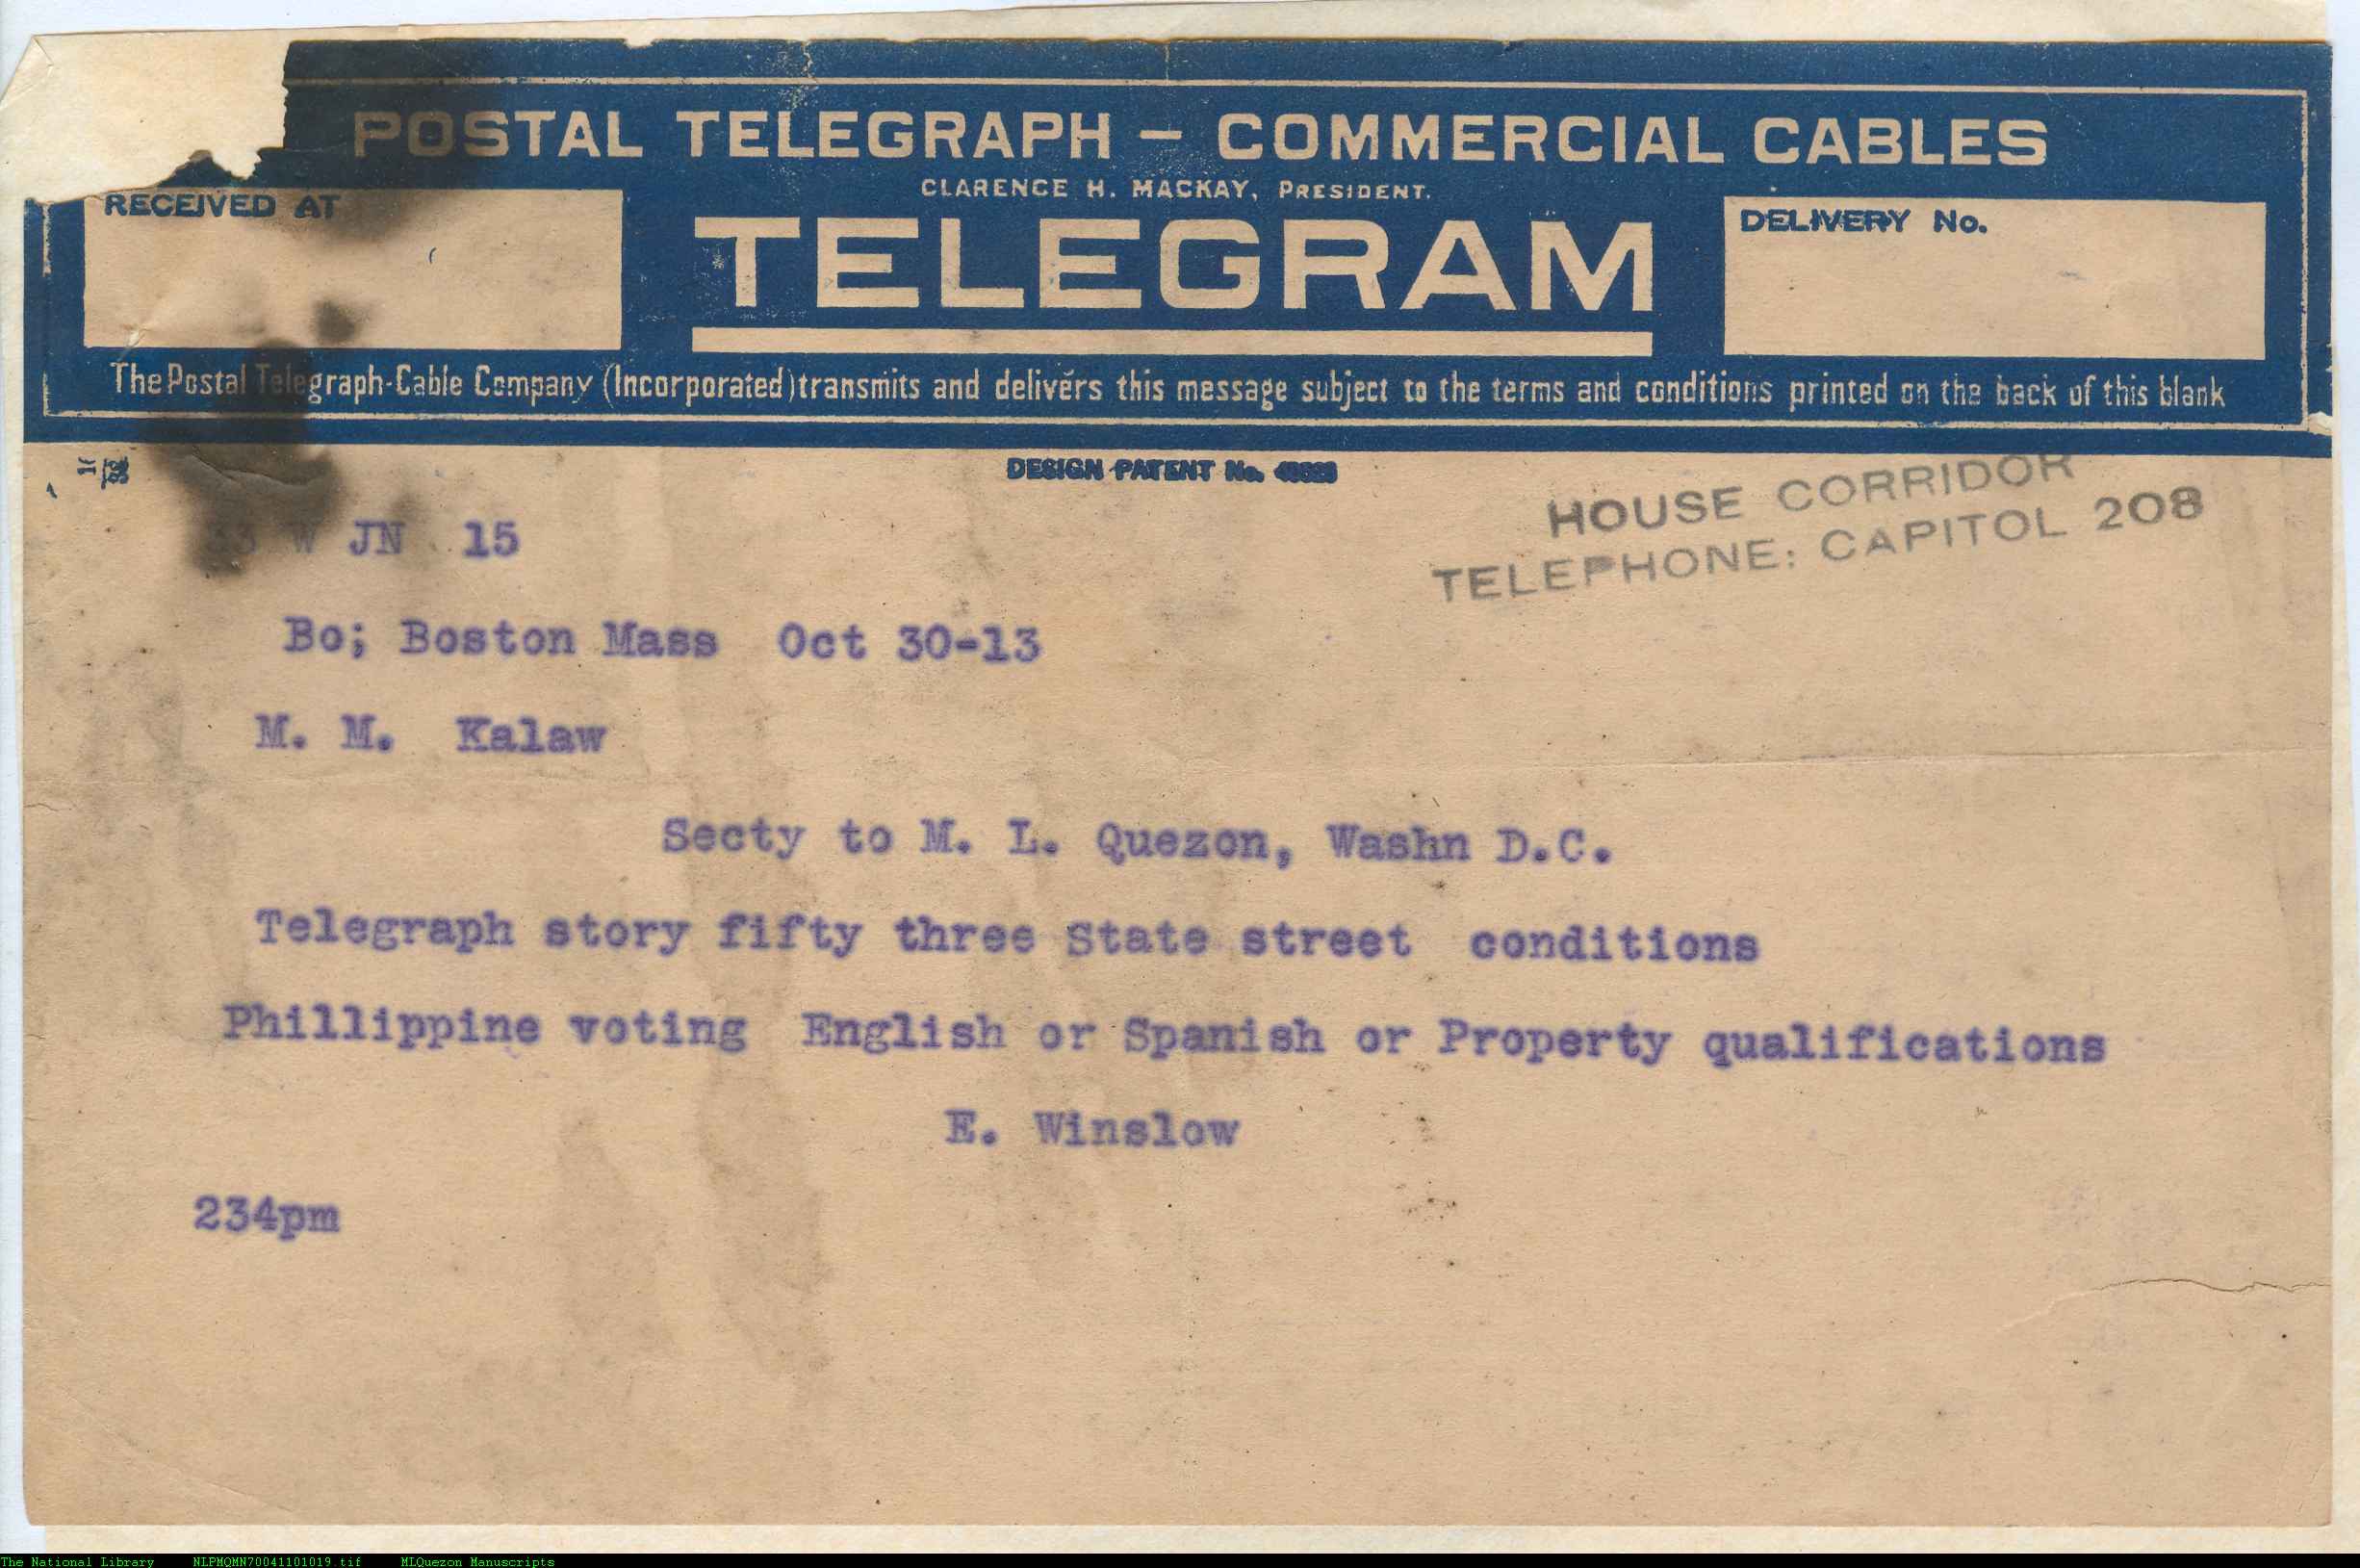 POSTAL TELEGRAPH – COMMERCIAL CABLES
CLARENCE H. MACKAY, PRESIDENT.
RECEIVED AT
TELEGRAM
DELIVERY No.
The Postal Telegraph-Cable Company (Incorporated) transmits and delivers this message subject to the terms and conditions printed on the back of this blank
DESIGN PATENT No.
HOUSE CORRIDOR
TELEPHONE: CAPITOL 208
33 W JN 15
Bo; Boston Mass Oct 30-13
M. M. Kalaw
Secty to M. L. Quezon, Washn D.C.
Telegraph story fifty three State street conditions
Phillippine voting English or Spanish or Property qualifications
E. Winslow
234pm
The National Library NLPMQMN70041101019.tif MLQuezon Manuscripts